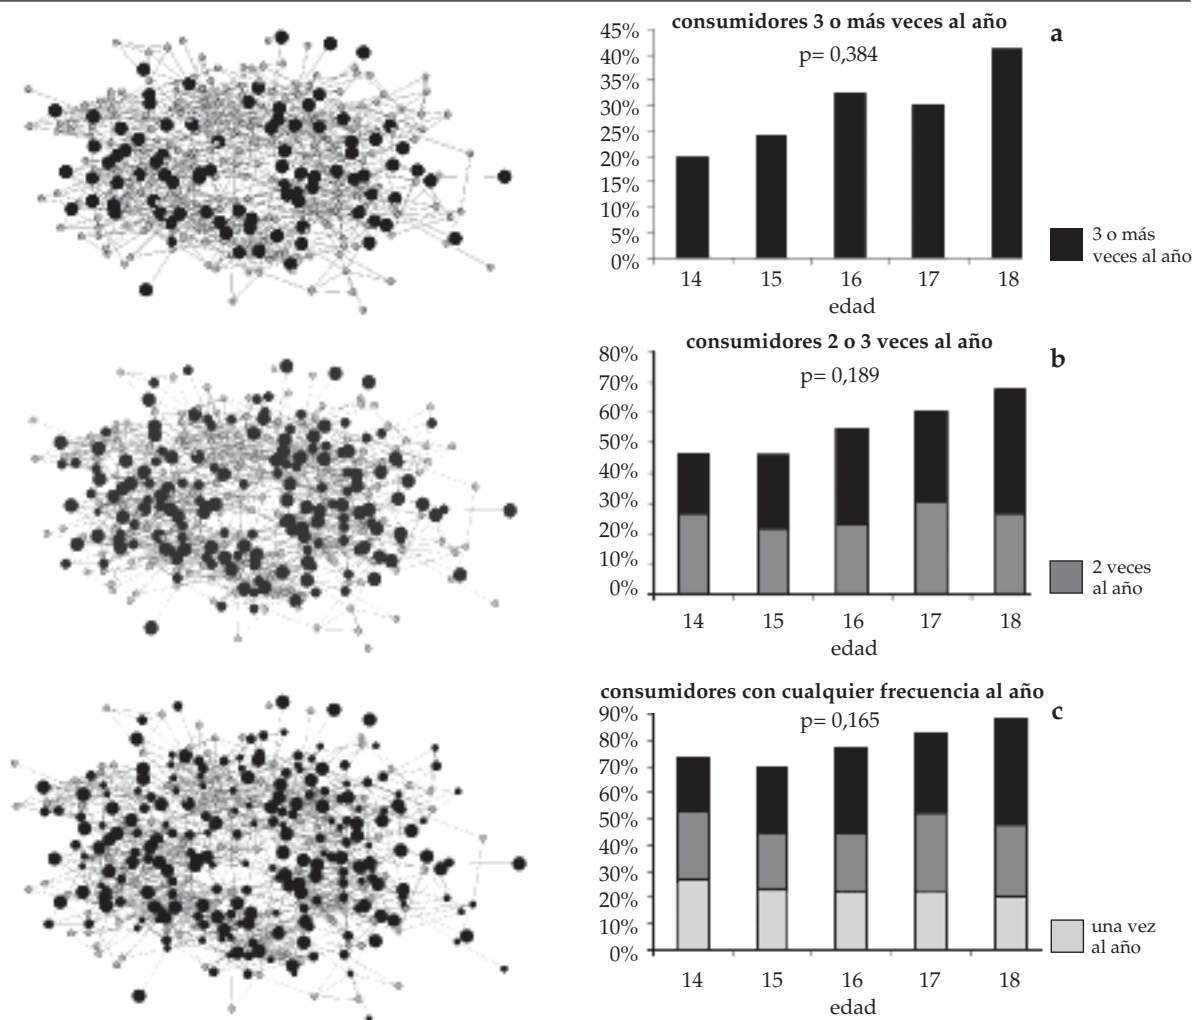 consumidores 3 o más veces al año
a
p= 0,384
45%
40%
35%
30%
25%
20%
15%
10%
5%
0%
14 15 16 17 18
edad
3 o más
veces al año
consumidores 2 o 3 veces al año
b
p= 0,189
80%
70%
60%
50%
40%
30%
20%
10%
0%
14 15 16 17 18
edad
2 veces
al año
consumidores con cualquier frecuencia al año
c
p= 0,165
90%
80%
70%
60%
50%
40%
30%
20%
10%
0%
14 15 16 17 18
edad
una vez
al año